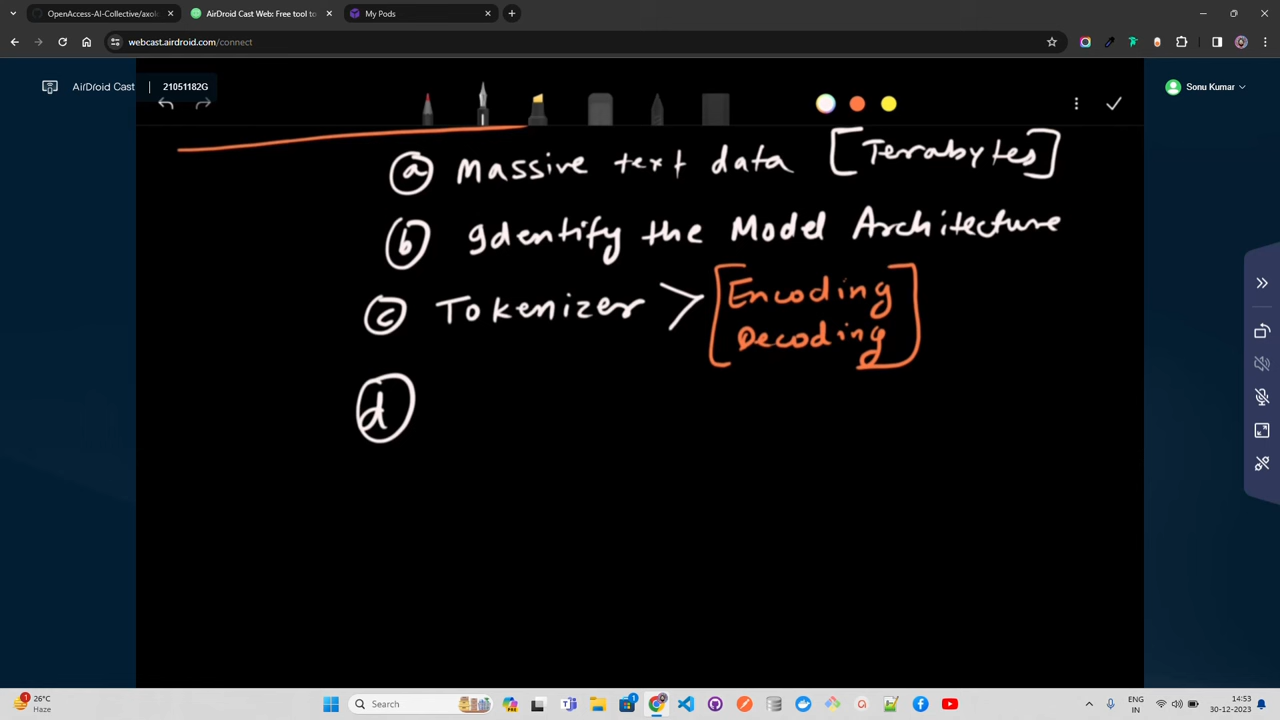 OpenAccess-AI-Collective/axol
AirDroid Cast Web: Free tool to
My Pods
webcast.airdroid.com/connect
AirDroid Cast
21051182G
Sonu Kumar
a Massive text data [Terabytes]
b Identify the Model Architecture
c Tokenizer > [Encoding
Decoding]
d
26°C
Haze
Search
ENG
IN
14:53
30-12-2023